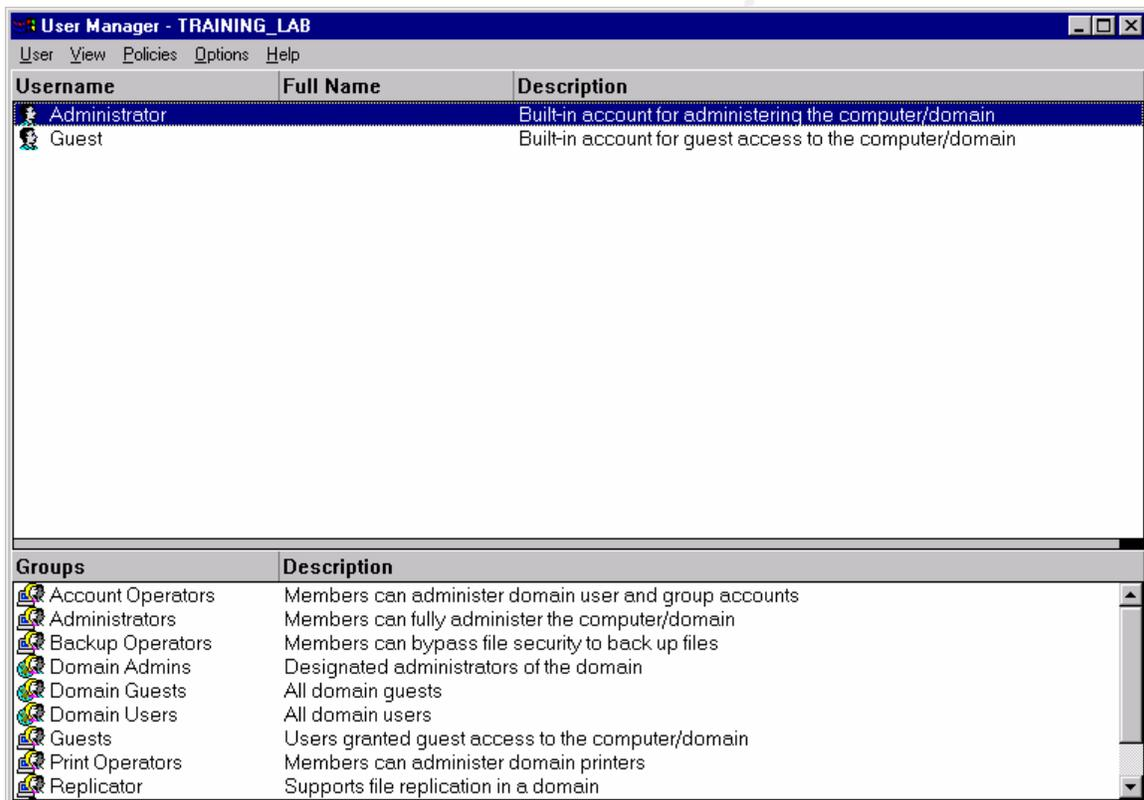 User Manager - TRAINING_LAB
User View Policies Options Help
Username Full Name Description
Administrator Built-in account for administering the computer/domain
Guest Built-in account for guest access to the computer/domain
Groups Description
Account Operators Members can administer domain user and group accounts
Administrators Members can fully administer the computer/domain
Backup Operators Members can bypass file security to back up files
Domain Admins Designated administrators of the domain
Domain Guests All domain guests
Domain Users All domain users
Guests Users granted guest access to the computer/domain
Print Operators Members can administer domain printers
Replicator Supports file replication in a domain